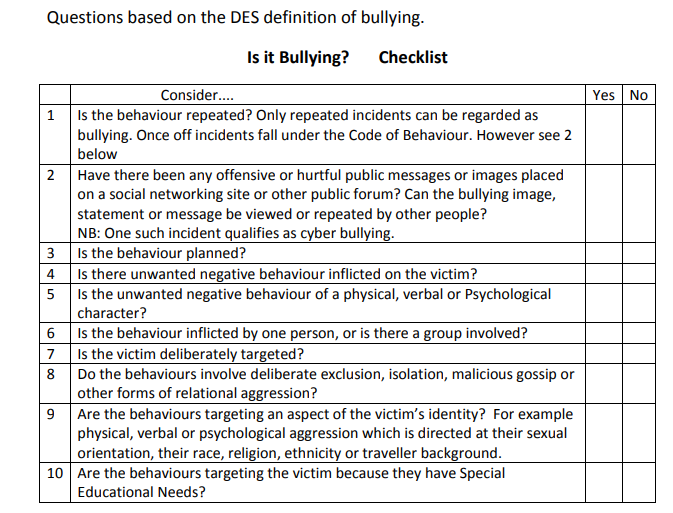 Questions based on the DES definition of bullying.
Is it Bullying? Checklist
Consider.... Yes No
1 Is the behaviour repeated? Only repeated incidents can be regarded as
bullying. Once off incidents fall under the Code of Behaviour. However see 2
below
2 Have there been any offensive or hurtful public messages or images placed
on a social networking site or other public forum? Can the bullying image,
statement or message be viewed or repeated by other people?
NB: One such incident qualifies as cyber bullying.
3 Is the behaviour planned?
4 Is there unwanted negative behaviour inflicted on the victim?
5 Is the unwanted negative behaviour of a physical, verbal or Psychological
character?
6 Is the behaviour inflicted by one person, or is there a group involved?
7 Is the victim deliberately targeted?
8 Do the behaviours involve deliberate exclusion, isolation, malicious gossip or
other forms of relational aggression?
9 Are the behaviours targeting an aspect of the victim’s identity? For example
physical, verbal or psychological aggression which is directed at their sexual
orientation, their race, religion, ethnicity or traveller background.
10 Are the behaviours targeting the victim because they have Special
Educational Needs?